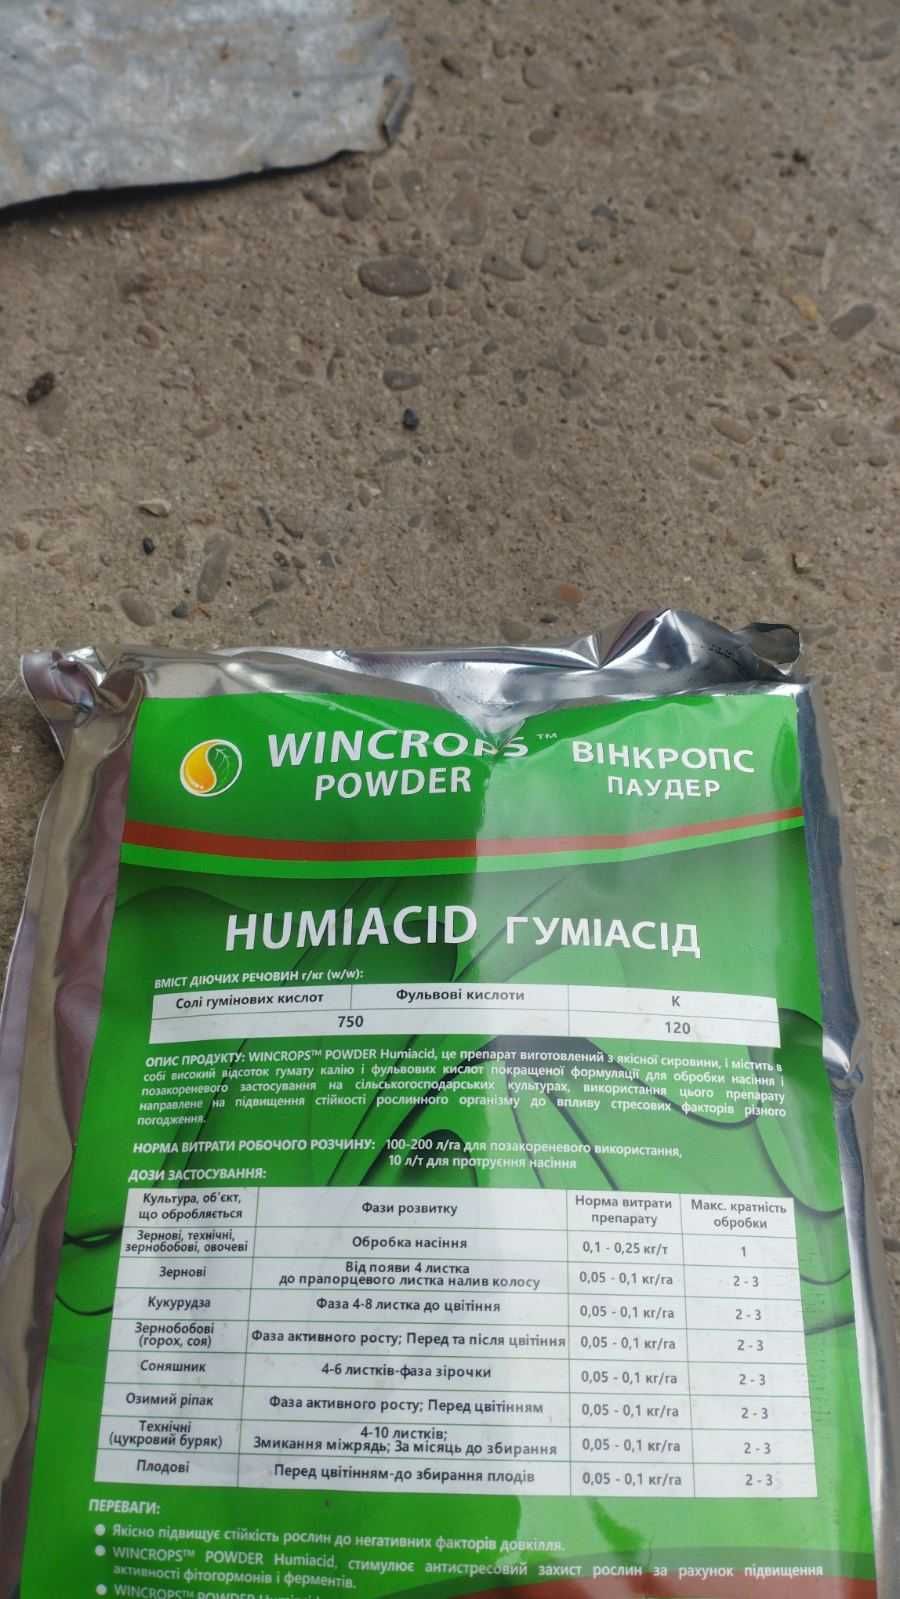 WINCROPS™ ВІНКРОПС
POWDER ПАУДЕР
HUMIACID ГУМІАСІД
ВМІСТ ДІЮЧИХ РЕЧОВИН г/кг (w/w):
Солі гумінових кислот Фульвові кислоти K
750 120
ОПИС ПРОДУКТУ: WINCROPS™ POWDER Humiacid, це препарат виготовлений з якісної сировини, і містить в
собі високий відсоток гумату калію і фульвових кислот покращеної формуляції для обробки насіння і
позакореневого застосування на сільськогосподарських культурах, використання цього препарату
направлене на підвищення стійкості рослинного організму до впливу стресових факторів різного
погодження.
НОРМА ВИТРАТИ РОБОЧОГО РОЗЧИНУ: 100-200 л/га для позакореневого використання,
10 л/т для протруєння насіння
ДОЗИ ЗАСТОСУВАННЯ:
Культура, об'єкт, що обробляється Фази розвитку Норма витрати препарату Макс. кратність обробки
Зернові, технічні, зернобобові, овочеві Обробка насіння 0,1 - 0,25 кг/т 1
Зернові Від появи 4 листка до прапорцевого листка налив колосу 0,05 - 0,1 кг/га 2 - 3
Кукурудза Фаза 4-8 листка до цвітіння 0,05 - 0,1 кг/га 2 - 3
Зернобобові (горох, соя) Фаза активного росту; Перед та після цвітіння 0,05 - 0,1 кг/га 2 - 3
Соняшник 4-6 листків-фаза зірочки 0,05 - 0,1 кг/га 2 - 3
Озимий ріпак Фаза активного росту; Перед цвітінням 0,05 - 0,1 кг/га 2 - 3
Технічні (цукровий буряк) 4-10 листків; Змикання міжрядь; За місяць до збирання 0,05 - 0,1 кг/га 2 - 3
Плодові Перед цвітінням-до збирання плодів 0,05 - 0,1 кг/га 2 - 3
ПЕРЕВАГИ:
● Якісно підвищує стійкість рослин до негативних факторів довкілля.
● WINCROPS™ POWDER Humiacid, стимулює антистресовий захист рослин за рахунок підвищення
активності фітогормонів і ферментів.
● WINCROPS™ POWDER Humiacid